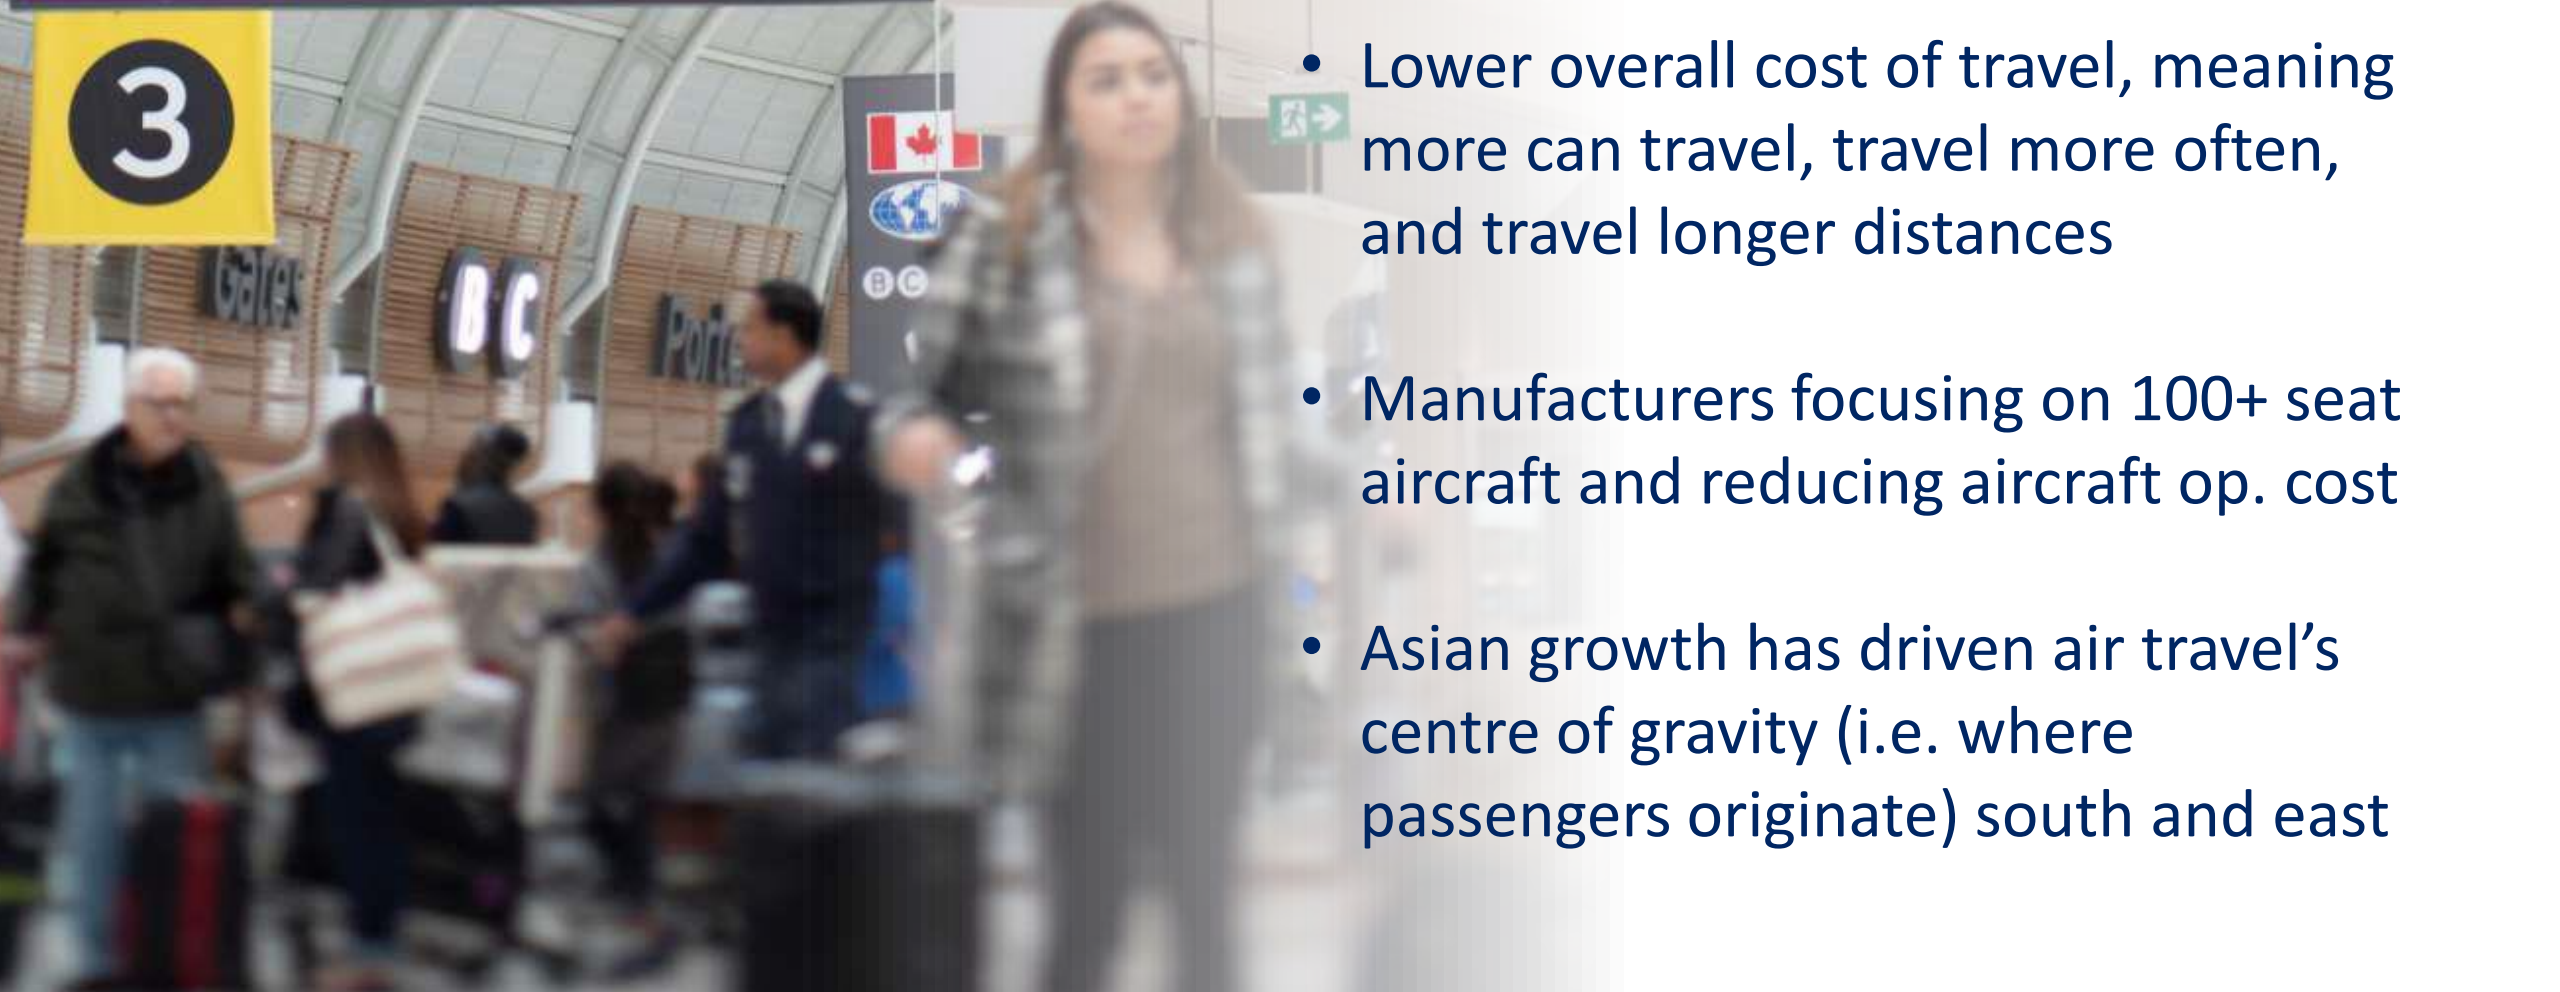 3
Gates
B C
B C
• Lower overall cost of travel, meaning
more can travel, travel more often,
and travel longer distances
• Manufacturers focusing on 100+ seat
aircraft and reducing aircraft op. cost
• Asian growth has driven air travel’s
centre of gravity (i.e. where
passengers originate) south and east